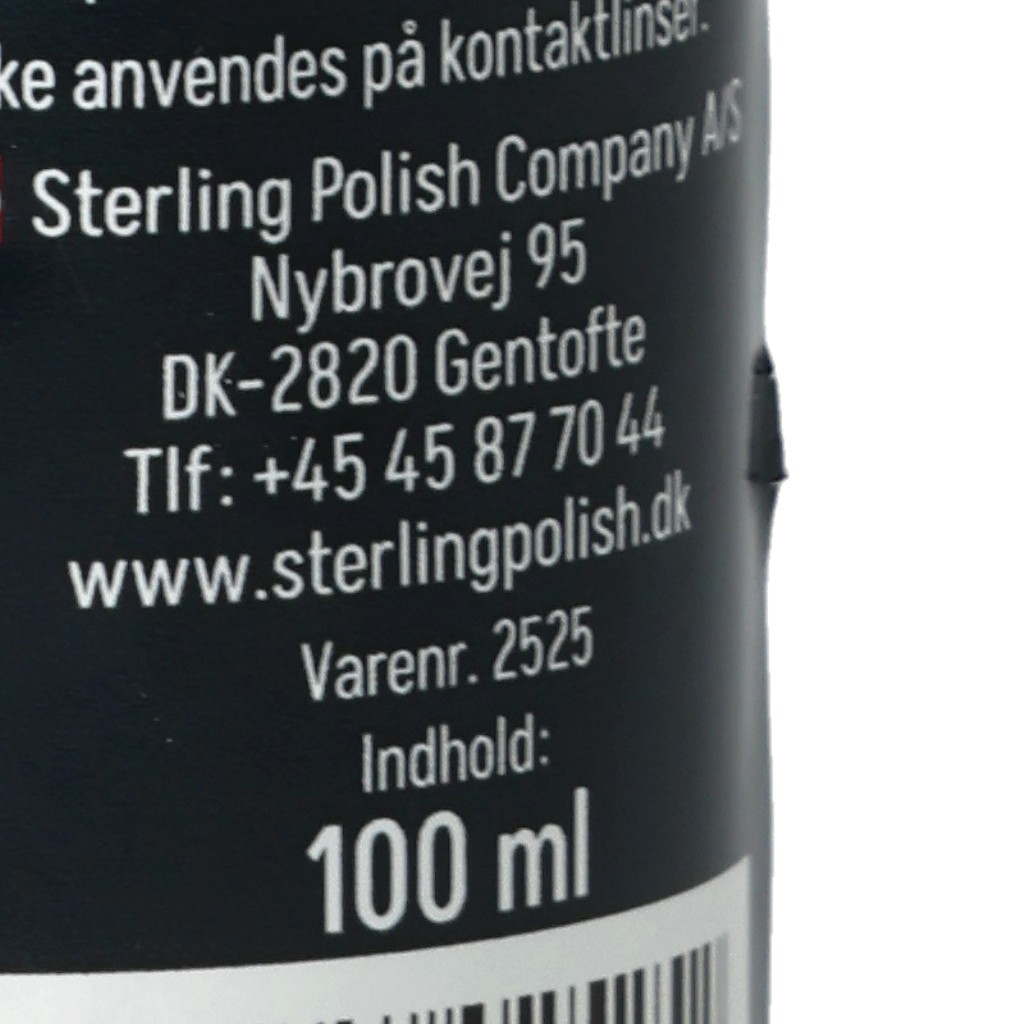 anvendes på kontaktlinser.
Sterling Polish Company A/S
Nybrovej 95
DK-2820 Gentofte
Tlf: +45 45 87 70 44
www.sterlingpolish.dk
Varenr. 2525
Indhold:
100 ml